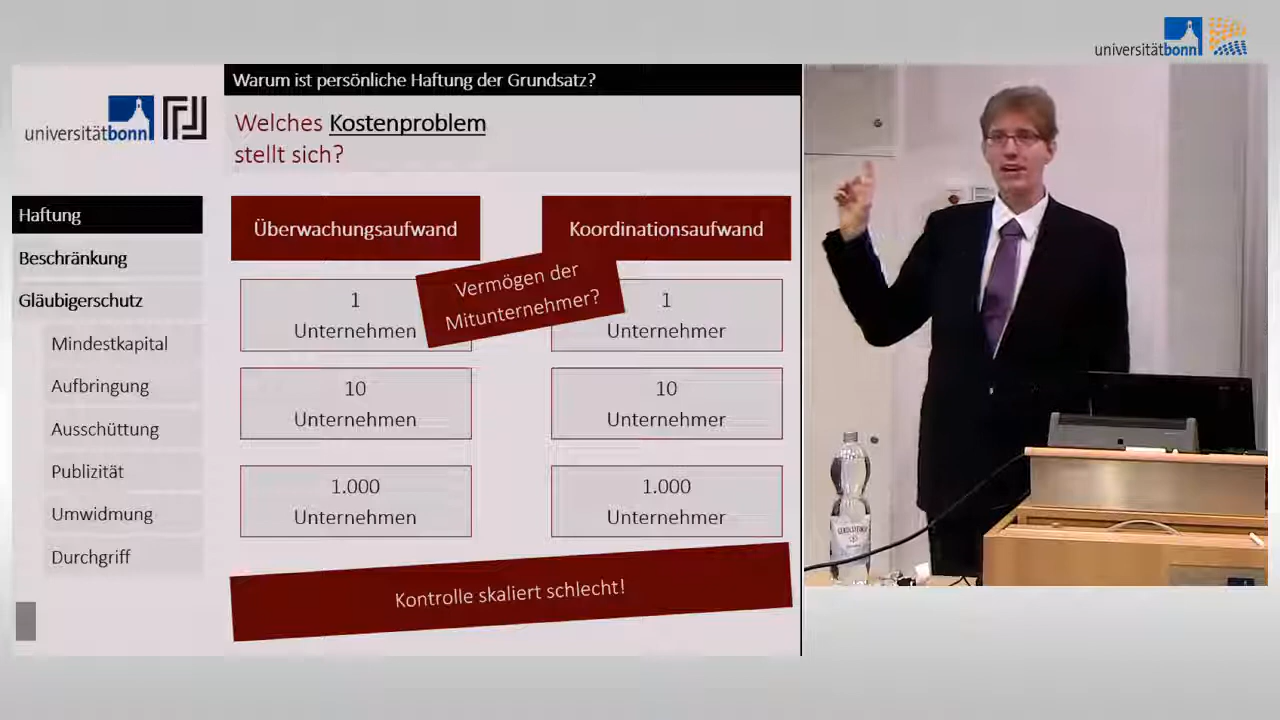 universitätbonn
Warum ist persönliche Haftung der Grundsatz?
universitätbonn
Welches Kostenproblem
stellt sich?
Haftung
Beschränkung
Gläubigerschutz
Mindestkapital
Aufbringung
Ausschüttung
Publizität
Umwidmung
Durchgriff
Überwachungsaufwand
Koordinationsaufwand
Vermögen der
Mitunternehmer?
1
Unternehmen
1
Unternehmer
10
Unternehmen
10
Unternehmer
1.000
Unternehmen
1.000
Unternehmer
Kontrolle skaliert schlecht!
GEROLSTEINER